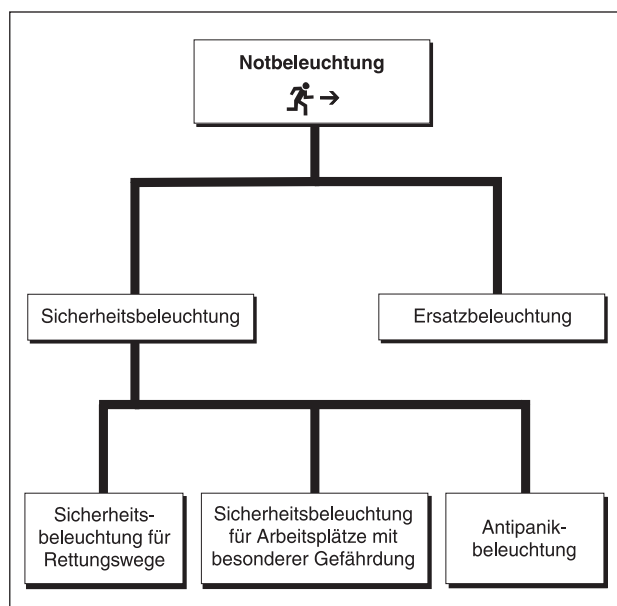 Notbeleuchtung
Sicherheitsbeleuchtung
Ersatzbeleuchtung
Sicherheits-
beleuchtung für
Rettungswege
Sicherheitsbeleuchtung
für Arbeitsplätze mit
besonderer Gefährdung
Antipanik-
beleuchtung